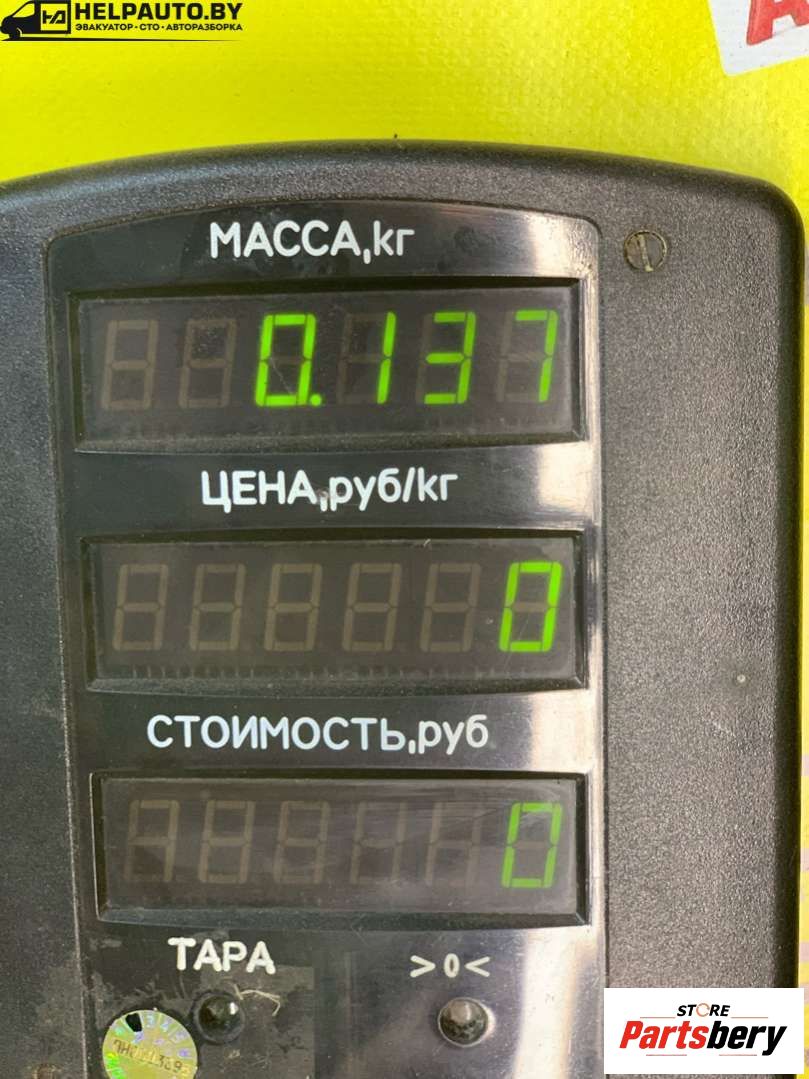 HELPAUTO.BY
ЭВАКУАТОР • СТО • АВТОРАЗБОРКА
МАССА,кг
0.137
ЦЕНА,руб/кг
0
СТОИМОСТЬ,руб
0
ТАРА
>0<
STORE
Partsbery